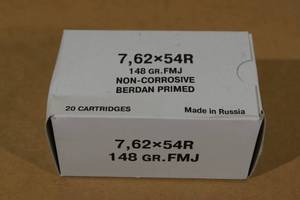 7,62×54R
148 GR.FMJ
NON-CORROSIVE
BERDAN PRIMED
20 CARTRIDGES
Made in Russia
7,62×54R
148 GR.FMJ